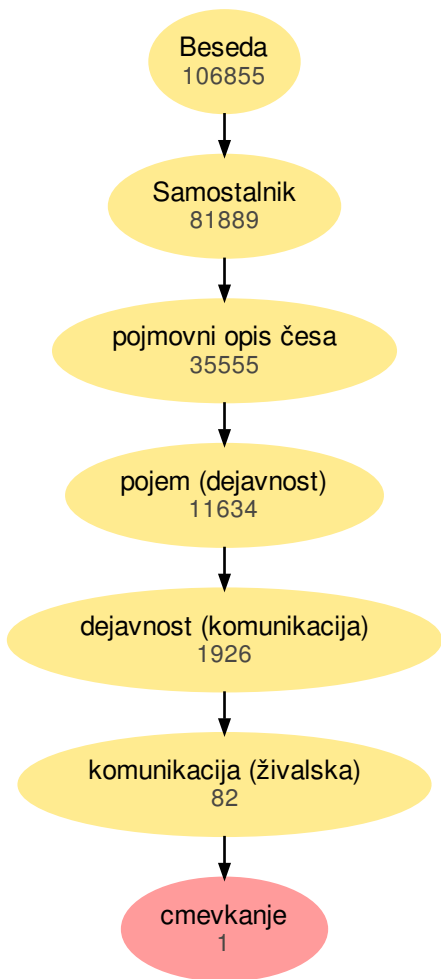 Beseda
106855
Samostalnik
81889
pojmovni opis česa
35555
pojem (dejavnost)
11634
dejavnost (komunikacija)
1926
komunikacija (živalska)
82
cmevkanje
1